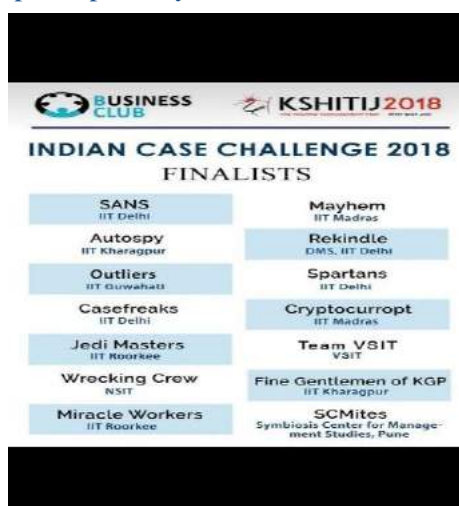 BUSINESS
CLUB
KSHITIJ2018
INDIAN CASE CHALLENGE 2018
FINALISTS
SANS
IIT Delhi
Autospy
IIT Kharagpur
Outliers
IIT Guwahati
Casefreaks
IIT Delhi
Jedi Masters
IIT Roorkee
Wrecking Crew
NSIT
Miracle Workers
IIT Roorkee
Mayhem
IIT Madras
Rekindle
DMS, IIT Delhi
Spartans
IIT Delhi
Cryptocurropt
IIT Madras
Team VSIT
VSIT
Fine Gentlemen of KGP
IIT Kharagpur
SCMites
Symbiosis Center for Manage-
ment Studies, Pune